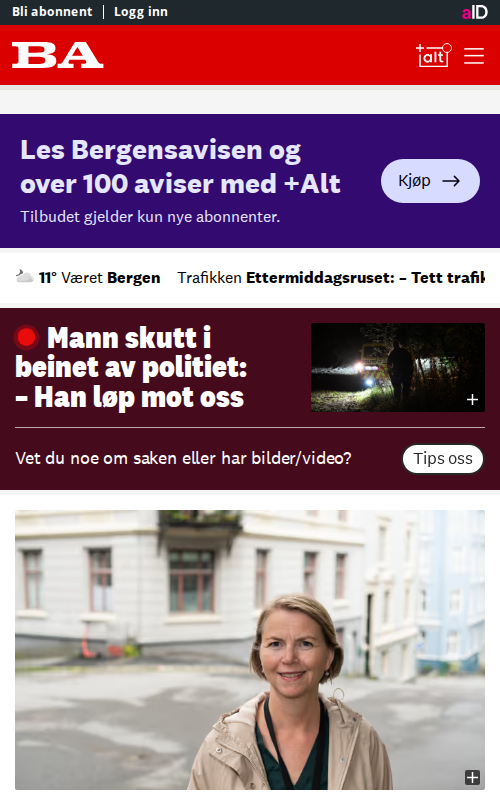 Bli abonnent | Logg inn
aID
BA
+alt
Les Bergensavisen og
over 100 aviser med +Alt
Tilbudet gjelder kun nye abonnenter.
Kjøp
11° Været Bergen Trafikken Ettermiddagsruset: – Tett trafik
Mann skutt i
beinet av politiet:
– Han løp mot oss
Vet du noe om saken eller har bilder/video?
Tips oss